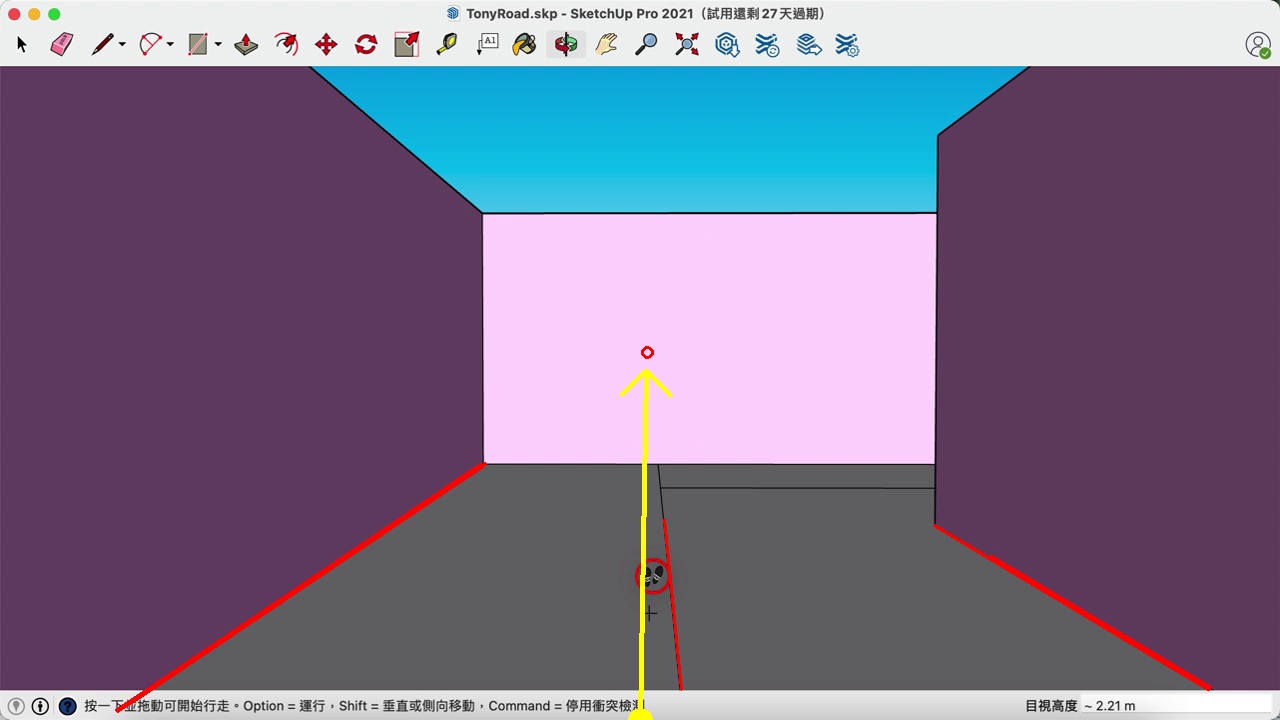 TonyRoad.skp - SketchUp Pro 2021（試用還剩 27 天過期）
A1
按一下並拖動可開始行走。Option = 運行，Shift = 垂直或側向移動，Command = 停用衝突檢測
目視高度 ~ 2.21 m